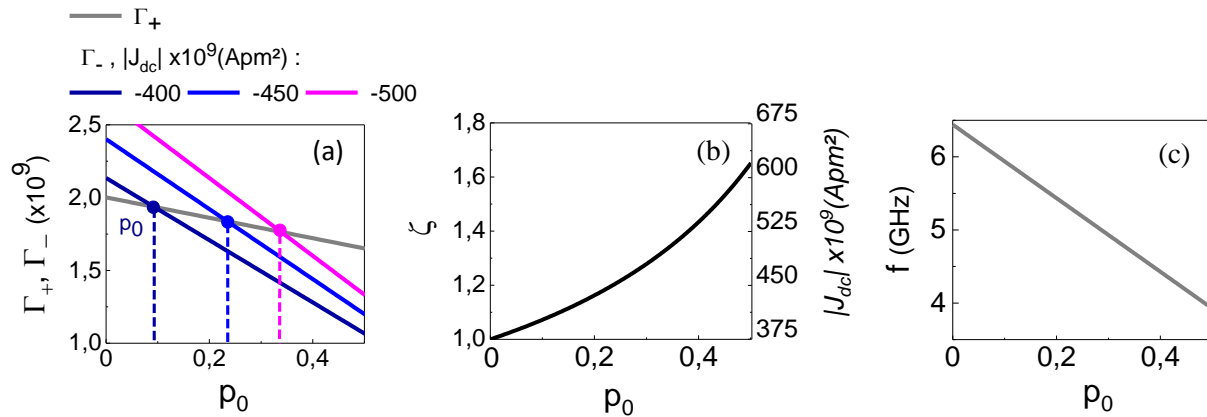 Γ+
Γ- , |Jdc| x10⁹(Apm²) :
-400 -450 -500
(a)
2,5
2,0
1,5
1,0
Γ+, Γ− (x10⁹)
p0
0 0,2 0,4
p0
(b)
1,8
1,6
1,4
1,2
1,0
ζ
675
600
525
450
375
|Jdc| x10⁹(Apm²)
0 0,2 0,4
p0
(c)
6
5
4
f (GHz)
0 0,2 0,4
p0